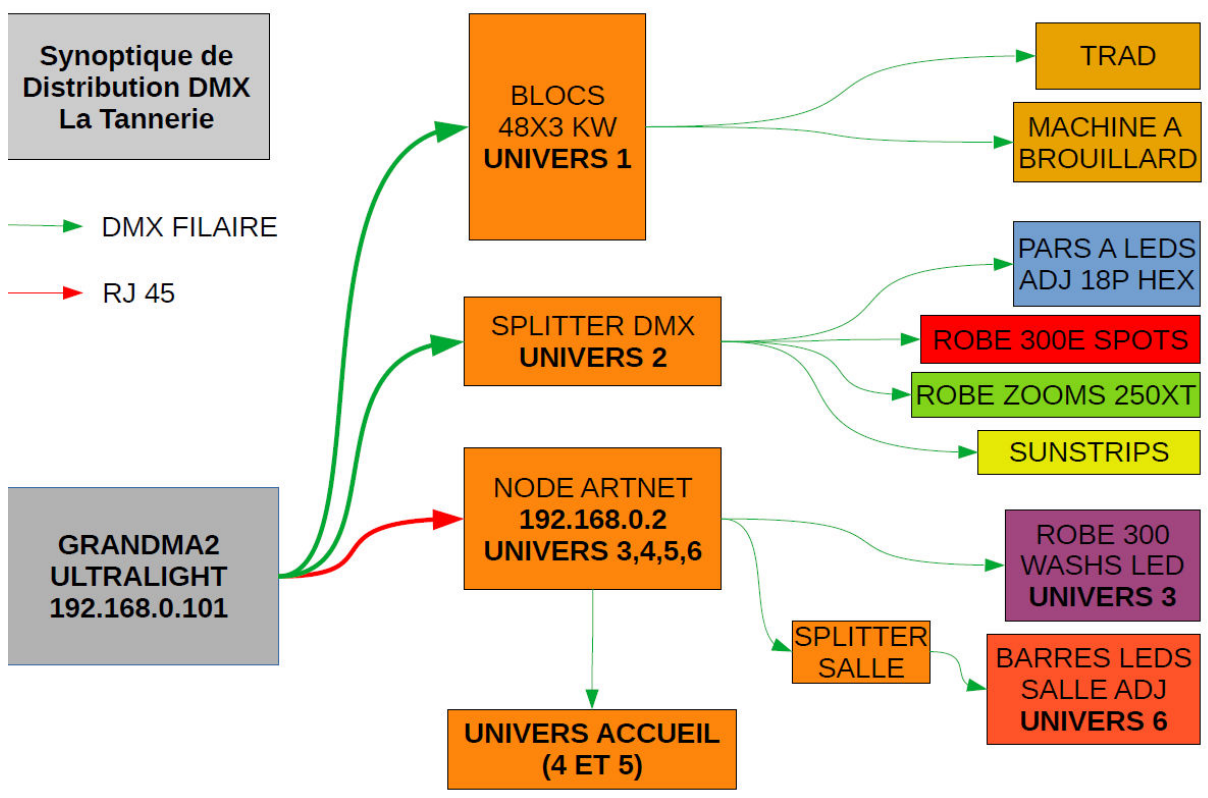 Synoptique de
Distribution DMX
La Tannerie
DMX FILAIRE
RJ 45
GRANDMA2
ULTRALIGHT
192.168.0.101
BLOCS
48X3 KW
UNIVERS 1
SPLITTER DMX
UNIVERS 2
NODE ARTNET
192.168.0.2
UNIVERS 3,4,5,6
UNIVERS ACCUEIL
(4 ET 5)
TRAD
MACHINE A
BROUILLARD
PARS A LEDS
ADJ 18P HEX
ROBE 300E SPOTS
ROBE ZOOMS 250XT
SUNSTRIPS
ROBE 300
WASHS LED
UNIVERS 3
SPLITTER
SALLE
BARRES LEDS
SALLE ADJ
UNIVERS 6